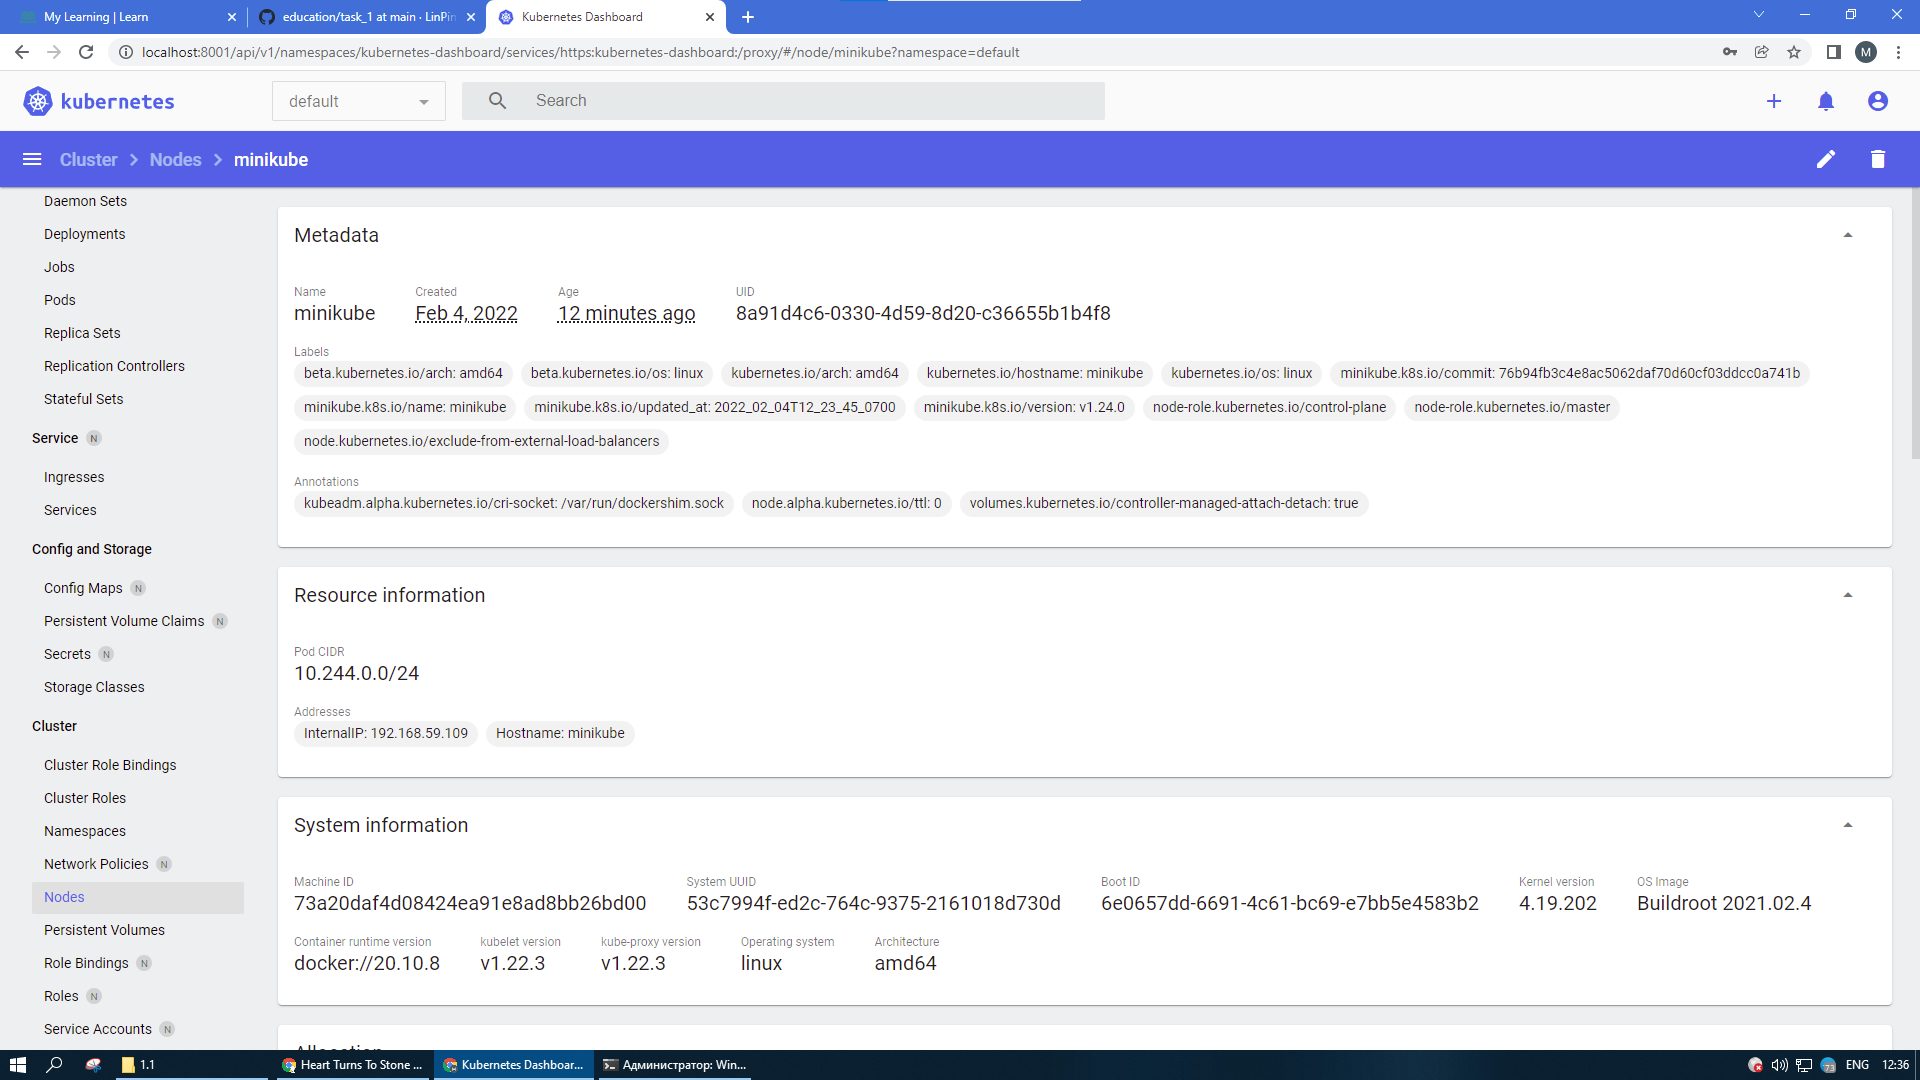 My Learning | Learn
education/task_1 at main · LinPin
Kubernetes Dashboard
localhost:8001/api/v1/namespaces/kubernetes-dashboard/services/https:kubernetes-dashboard:/proxy/#/node/minikube?namespace=default
M
kubernetes
default
Search
Cluster
Nodes
minikube
Daemon Sets
Deployments
Jobs
Pods
Replica Sets
Replication Controllers
Stateful Sets
Service N
Ingresses
Services
Config and Storage
Config Maps N
Persistent Volume Claims N
Secrets N
Storage Classes
Cluster
Cluster Role Bindings
Cluster Roles
Namespaces
Network Policies N
Nodes
Persistent Volumes
Role Bindings N
Roles N
Service Accounts N
Metadata
Name
minikube
Created
Feb 4, 2022
Age
12 minutes ago
UID
8a91d4c6-0330-4d59-8d20-c36655b1b4f8
Labels
beta.kubernetes.io/arch: amd64
beta.kubernetes.io/os: linux
kubernetes.io/arch: amd64
kubernetes.io/hostname: minikube
kubernetes.io/os: linux
minikube.k8s.io/commit: 76b94fb3c4e8ac5062daf70d60cf03ddcc0a741b
minikube.k8s.io/name: minikube
minikube.k8s.io/updated_at: 2022_02_04T12_23_45_0700
minikube.k8s.io/version: v1.24.0
node-role.kubernetes.io/control-plane
node-role.kubernetes.io/master
node.kubernetes.io/exclude-from-external-load-balancers
Annotations
kubeadm.alpha.kubernetes.io/cri-socket: /var/run/dockershim.sock
node.alpha.kubernetes.io/ttl: 0
volumes.kubernetes.io/controller-managed-attach-detach: true
Resource information
Pod CIDR
10.244.0.0/24
Addresses
InternalIP: 192.168.59.109
Hostname: minikube
System information
Machine ID
73a20daf4d08424ea91e8ad8bb26bd00
System UUID
53c7994f-ed2c-764c-9375-2161018d730d
Boot ID
6e0657dd-6691-4c61-bc69-e7bb5e4583b2
Kernel version
4.19.202
OS Image
Buildroot 2021.02.4
Container runtime version
docker://20.10.8
kubelet version
v1.22.3
kube-proxy version
v1.22.3
Operating system
linux
Architecture
amd64
Allocation
1.1
Heart Turns To Stone ...
Kubernetes Dashboar...
Администратор: Win...
73
ENG
12:36